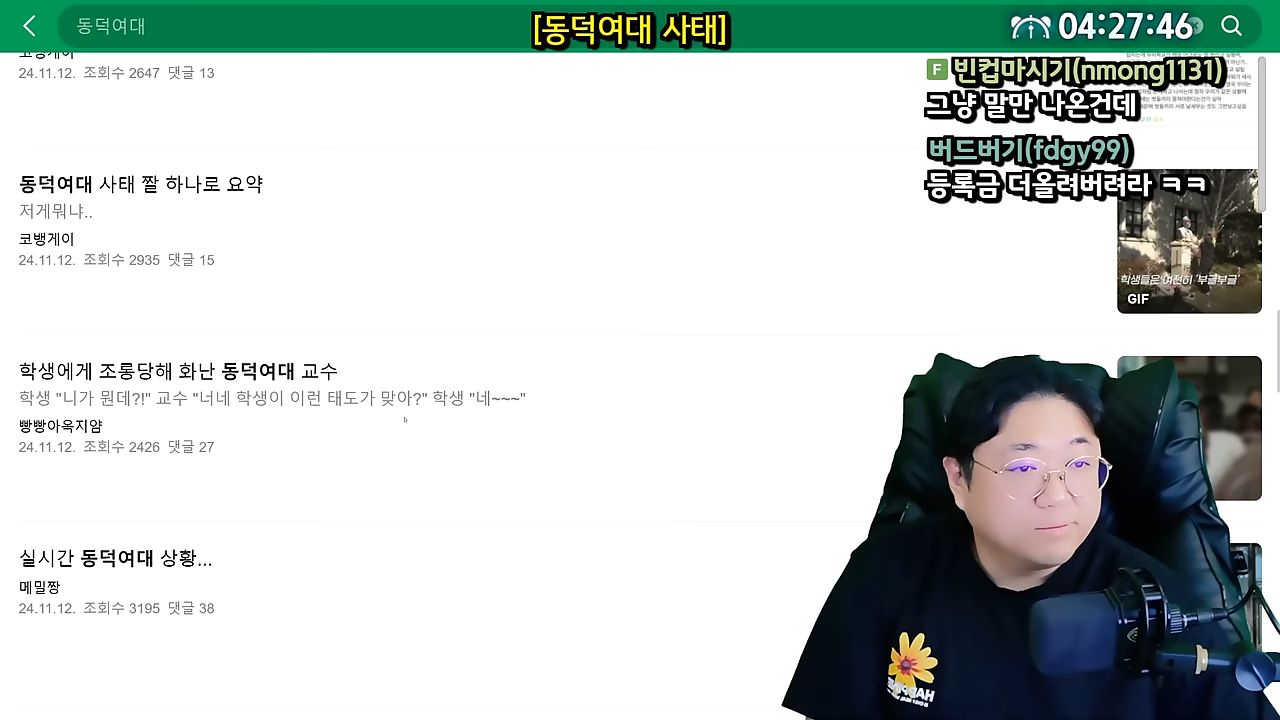 동덕여대
[동덕여대 사태]
04:27:46
24.11.12. 조회수 2647 댓글 13
F 빈컵마시기(nmong1131)
그냥 말만 나온건데
버드버기(fdgy99)
등록금 더올려버려라 ㅋㅋ
동덕여대 사태 짤 하나로 요약
저게뭐냐..
코뱅게이
24.11.12. 조회수 2935 댓글 15
학생들은 여전히 '부글부글'
GIF
학생에게 조롱당해 화난 동덕여대 교수
학생 "니가 뭔데?!" 교수 "너네 학생이 이런 태도가 맞아?" 학생 "네~~~"
빵빵아옥지얌
24.11.12. 조회수 2426 댓글 27
실시간 동덕여대 상황...
메밀짱
24.11.12. 조회수 3195 댓글 38